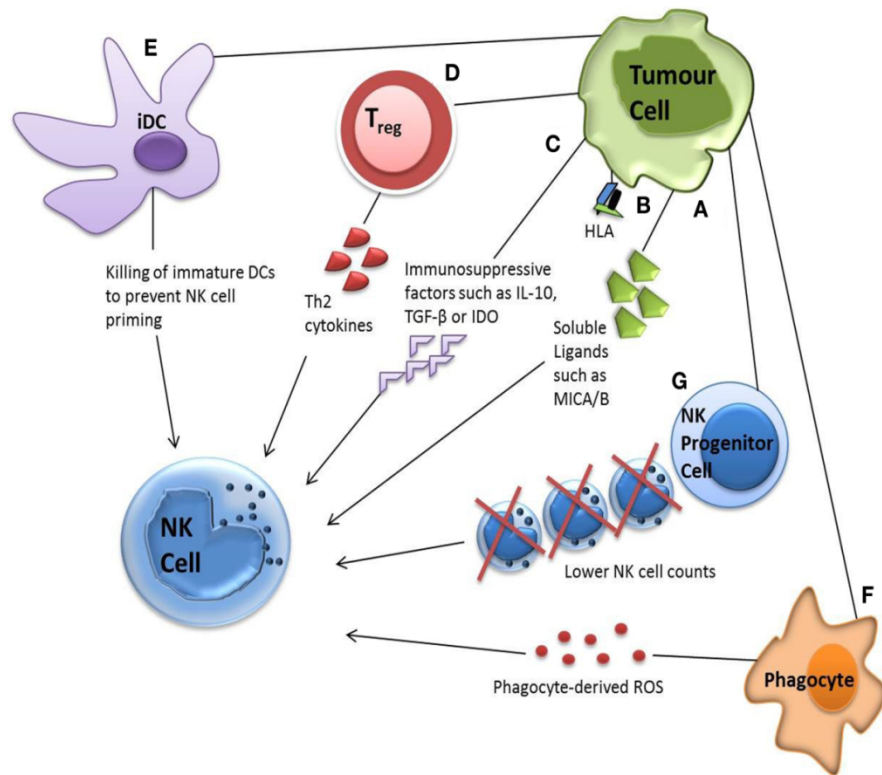 E
iDC
Killing of immature DCs
to prevent NK cell
priming
D
Treg
Th2
cytokines
C
Immunosuppressive
factors such as IL-10,
TGF-β or IDO
Tumour
Cell
B
A
HLA
Soluble
Ligands
such as
MICA/B
G
NK
Progenitor
Cell
Lower NK cell counts
NK
Cell
F
Phagocyte
Phagocyte-derived ROS